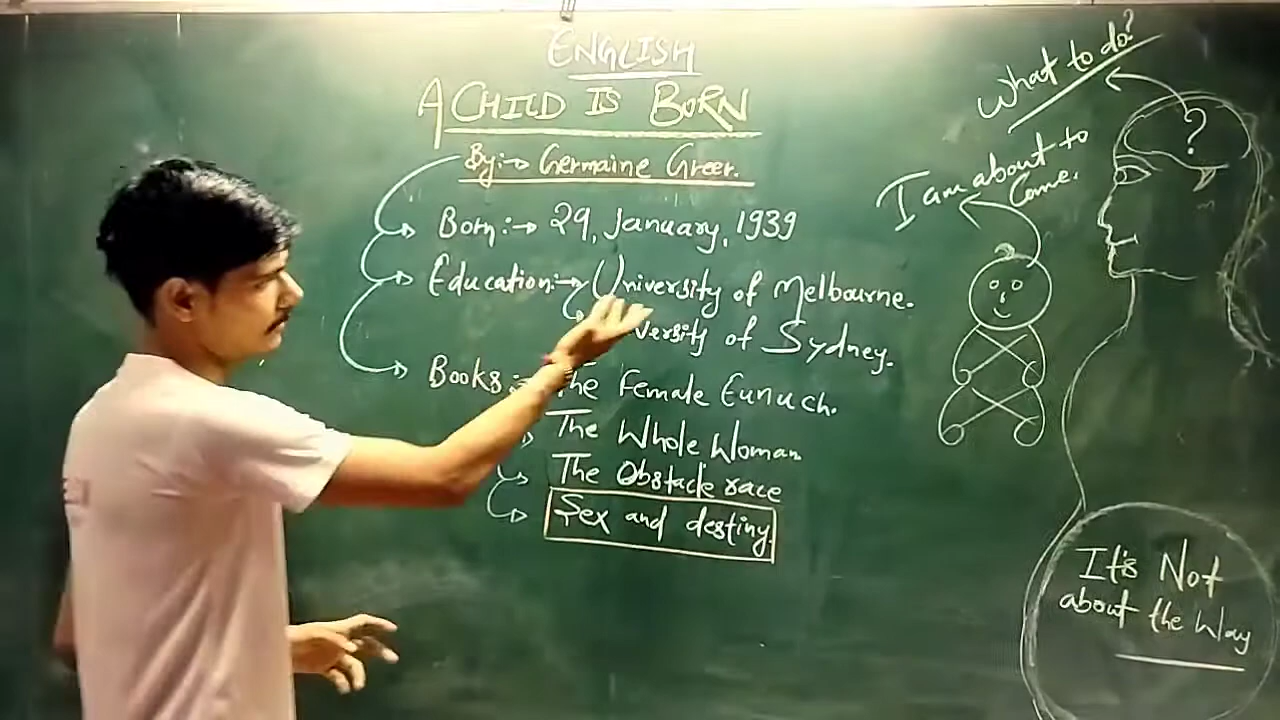 ENGLISH
A CHILD IS BORN
By:→ Germaine Greer.
Born:→ 29, January, 1939
Education:→ University of Melbourne.
versity of Sydney.
Books:→ The Female Eunuch.
The Whole Woman
The Obstacle race
Sex and destiny.
What to do?
?
I am about to
Come.
It's Not
about the Way